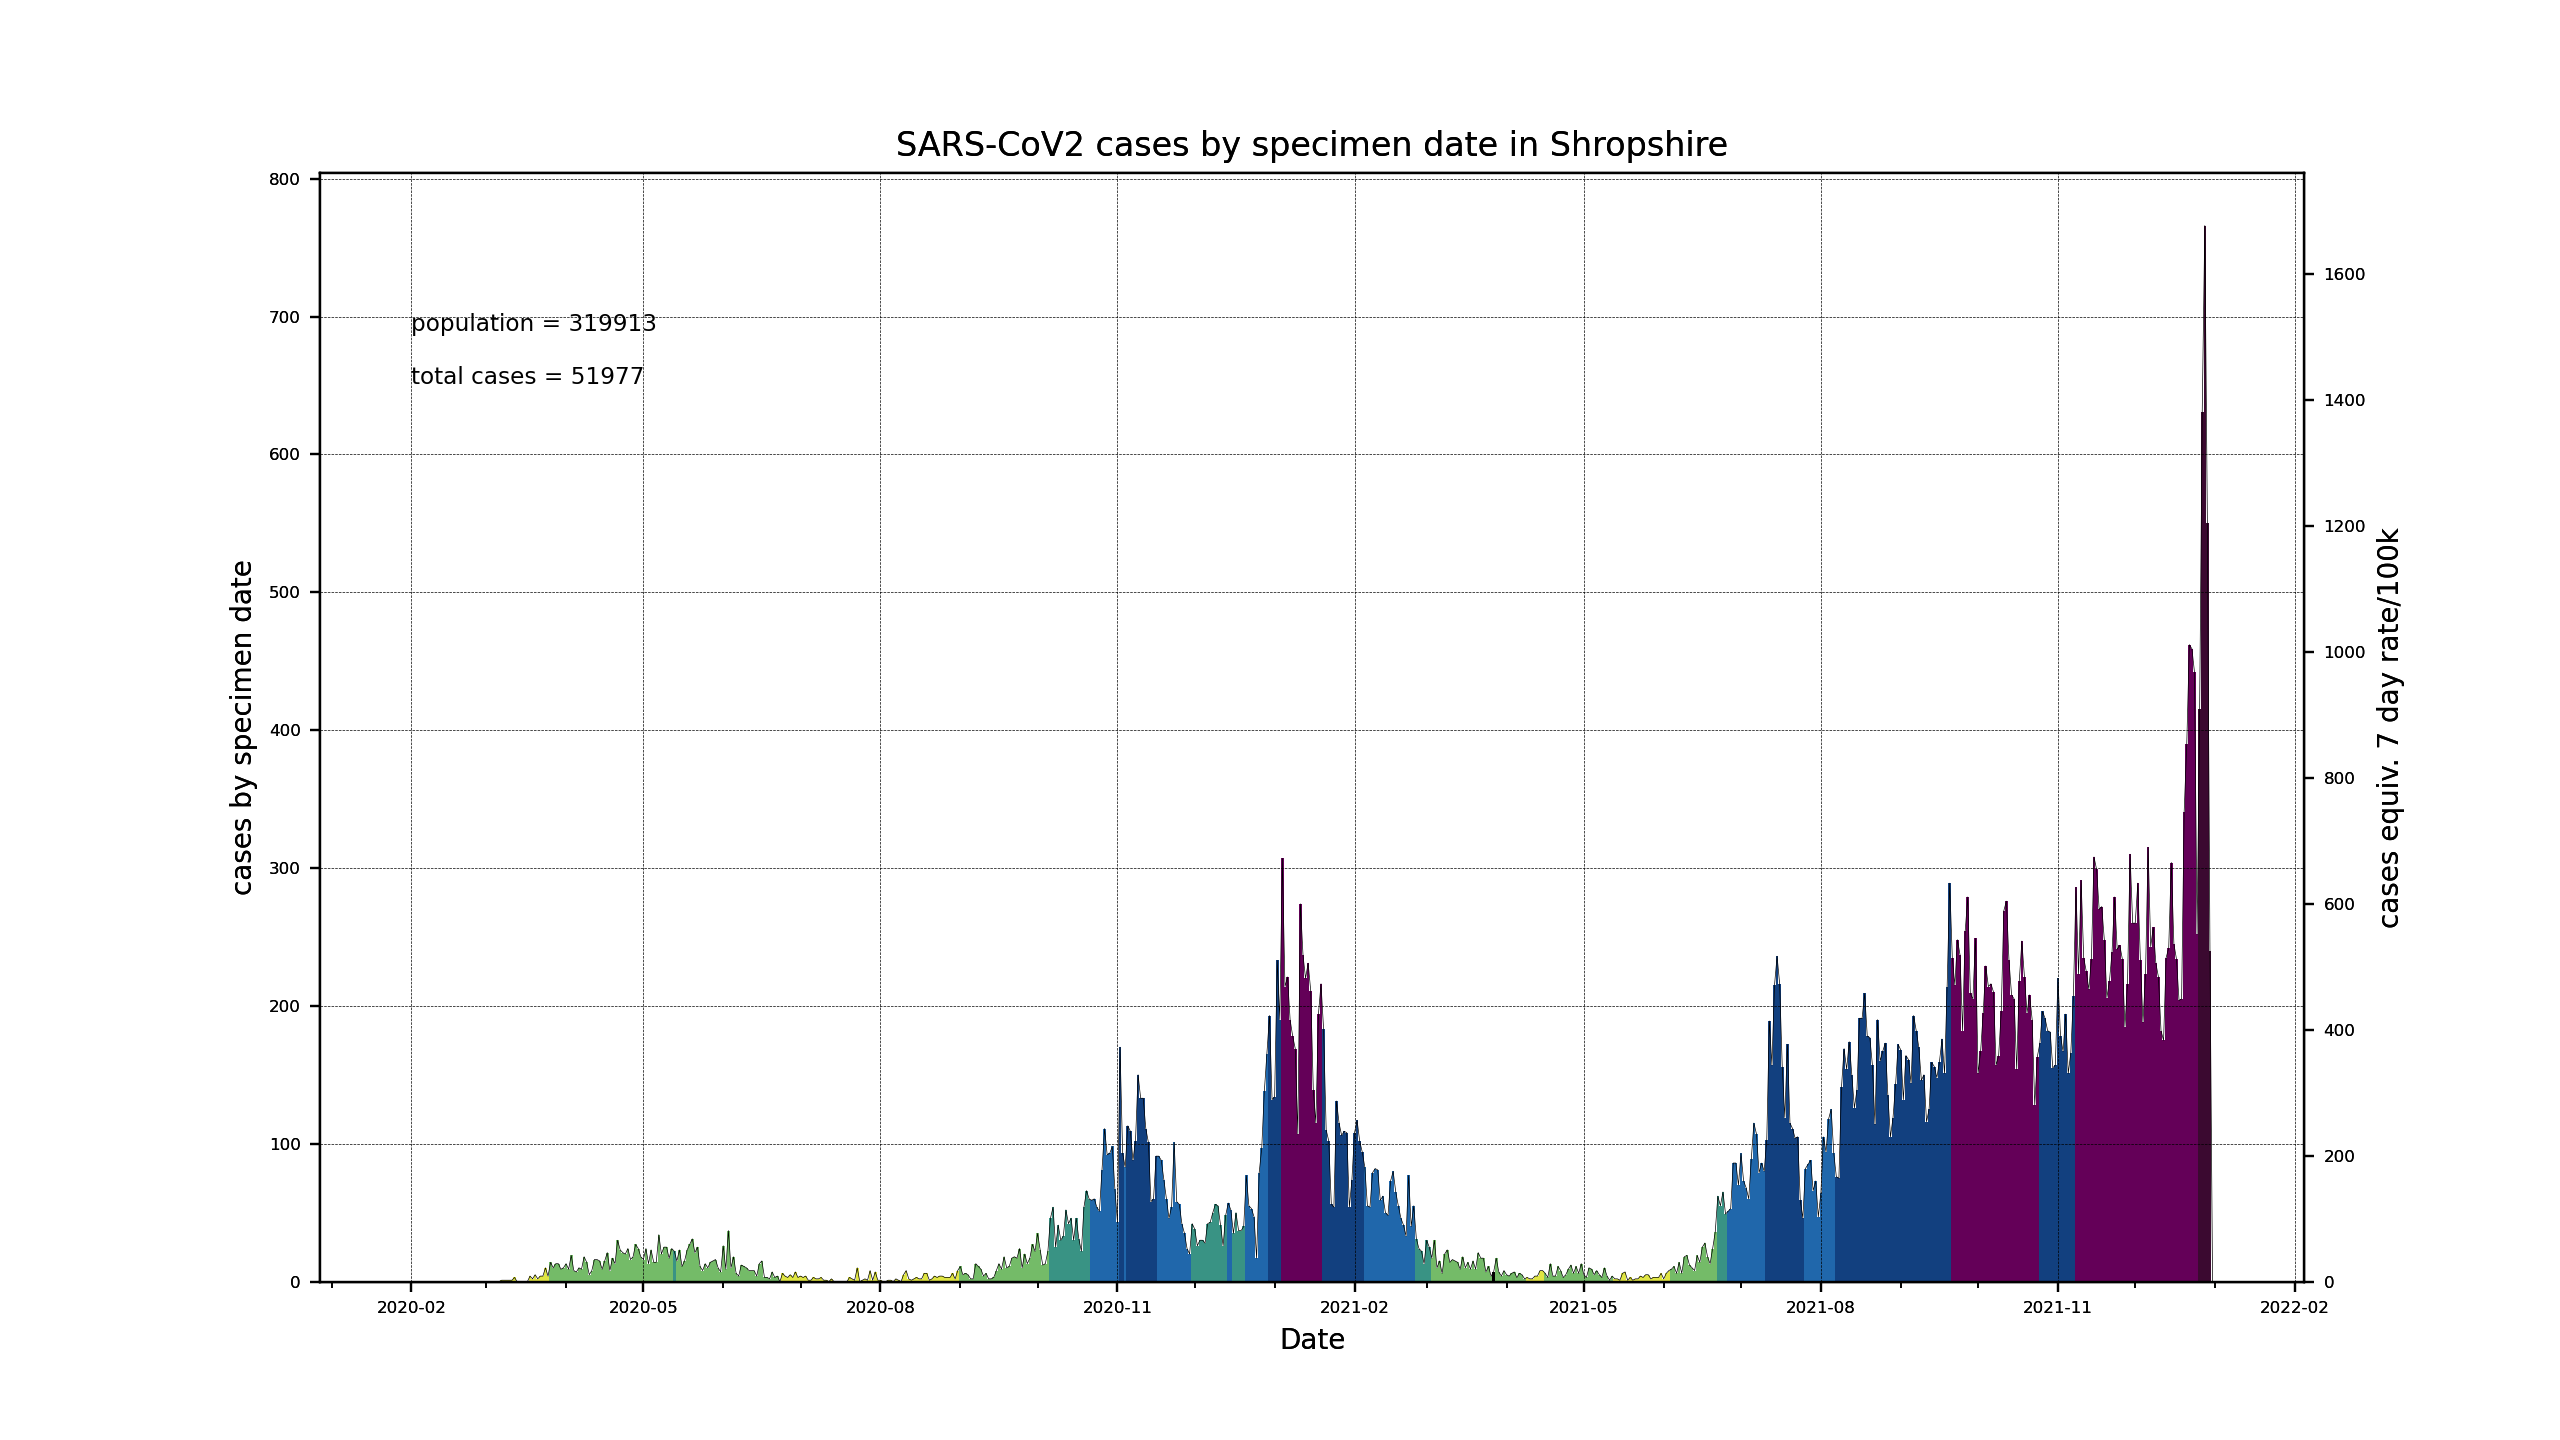 SARS-CoV2 cases by specimen date in Shropshire
cases by specimen date
800
700
600
500
400
300
200
100
0
population = 319913
total cases = 51977
1600
1400
1200
1000
800
600
400
200
0
cases equiv. 7 day rate/100k
2020-02 2020-05 2020-08 2020-11 2021-02 2021-05 2021-08 2021-11 2022-02
Date